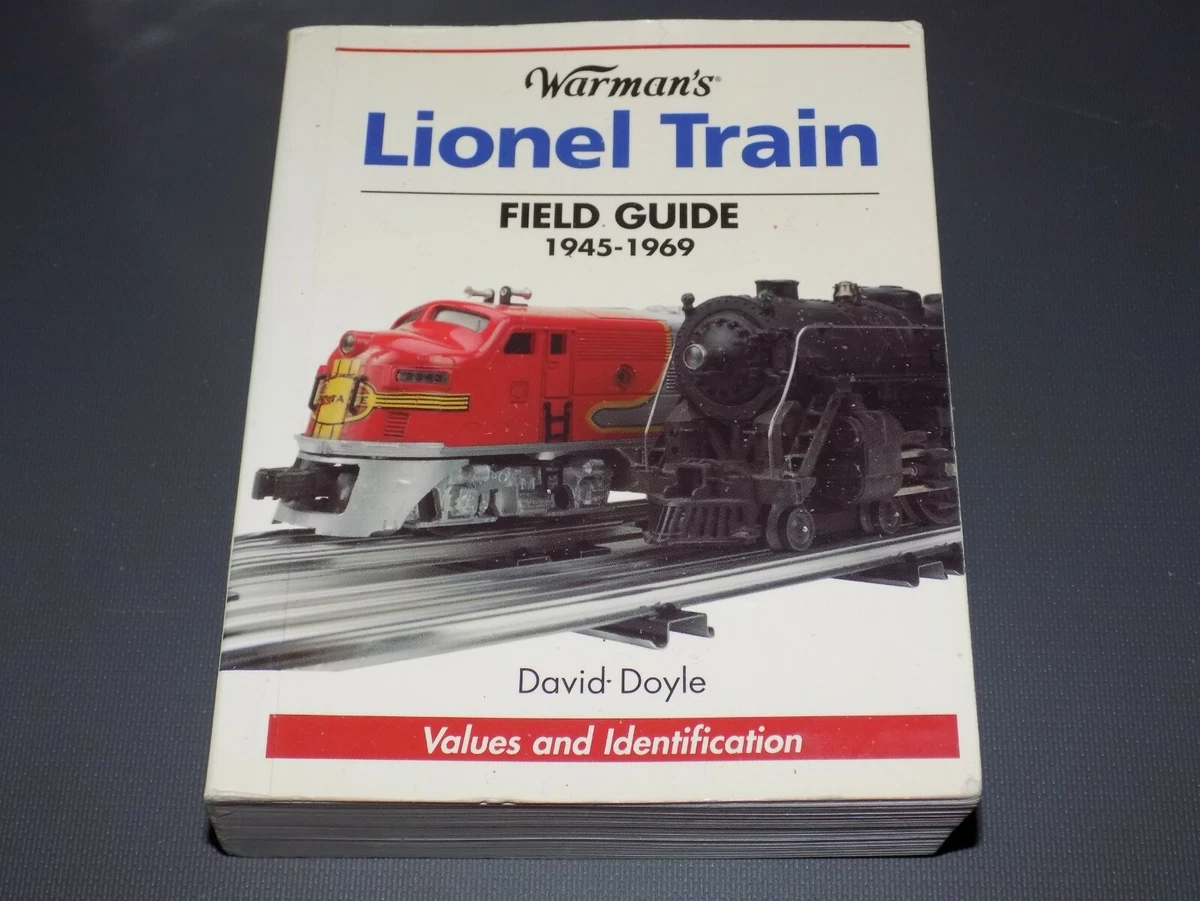 Warman's®
Lionel Train
FIELD GUIDE
1945-1969
David Doyle
Values and Identification